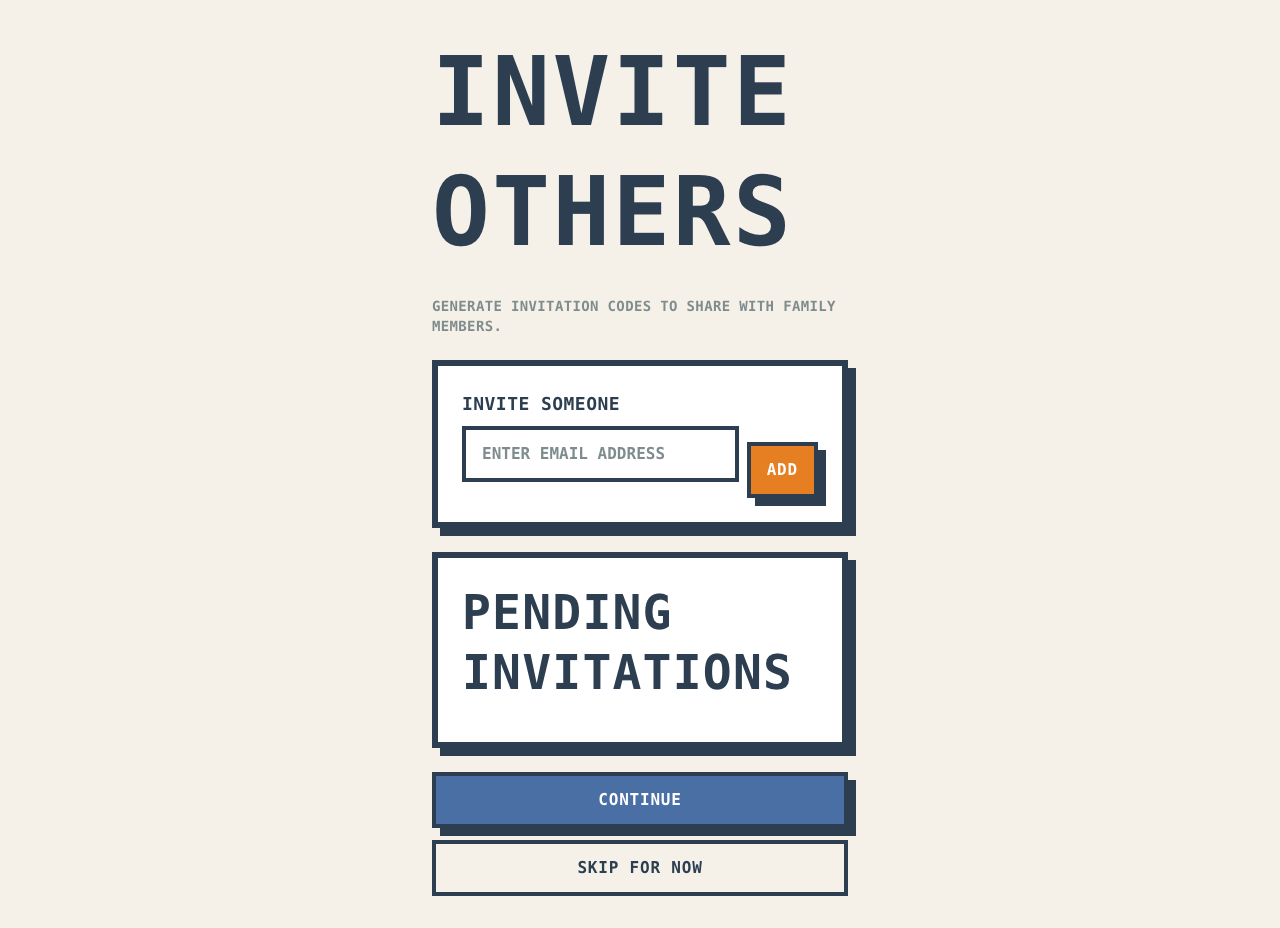 INVITE
OTHERS
GENERATE INVITATION CODES TO SHARE WITH FAMILY
MEMBERS.
INVITE SOMEONE
ENTER EMAIL ADDRESS
ADD
PENDING
INVITATIONS
CONTINUE
SKIP FOR NOW